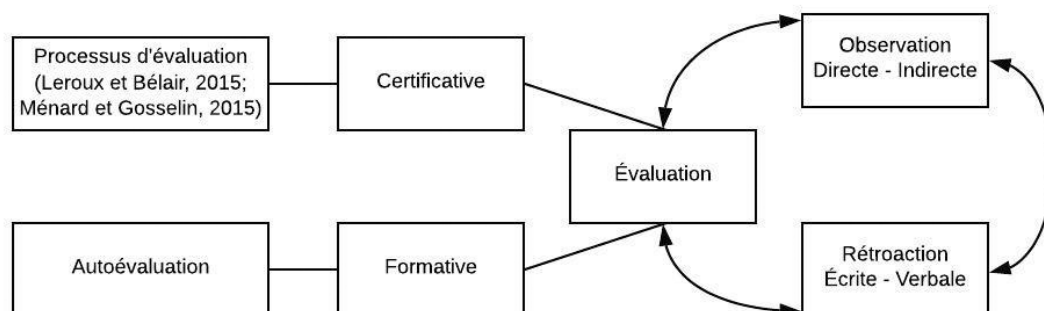 Processus d'évaluation
(Leroux et Bélair, 2015;
Ménard et Gosselin, 2015)
Certificative
Observation
Directe - Indirecte
Évaluation
Autoévaluation
Formative
Rétroaction
Écrite - Verbale